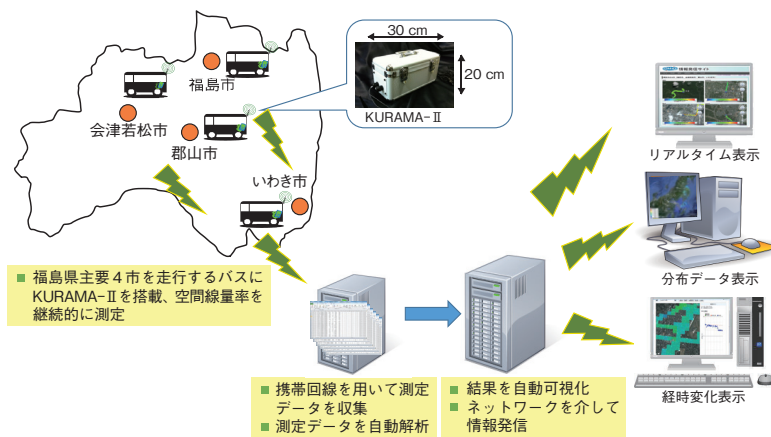 30 cm
20 cm
KURAMA-Ⅱ
福島市
会津若松市
郡山市
いわき市
■ 福島県主要4市を走行するバスに
KURAMA-Ⅱを搭載、空間線量率を
継続的に測定
■ 携帯回線を用いて測定
データを収集
■ 測定データを自動解析
■ 結果を自動可視化
■ ネットワークを介して
情報発信
リアルタイム表示
分布データ表示
経時変化表示